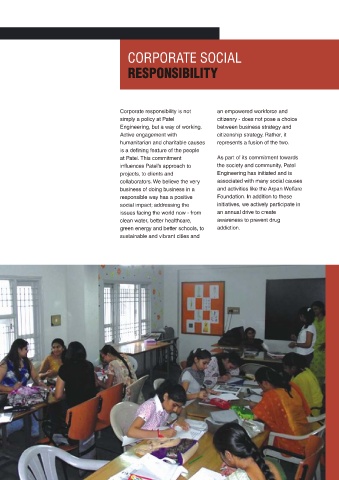 CORPORATE SOCIAL
RESPONSIBILITY
Corporate responsibility is not
simply a policy at Patel
Engineering, but a way of working.
Active engagement with
humanitarian and charitable causes
is a defining feature of the people
at Patel. This commitment
influences Patel's approach to
projects, to clients and
collaborators. We believe the very
business of doing business in a
responsible way has a positive
social impact; addressing the
issues facing the world now - from
clean water, better healthcare,
green energy and better schools, to
sustainable and vibrant cities and
an empowered workforce and
citizenry - does not pose a choice
between business strategy and
citizenship strategy. Rather, it
represents a fusion of the two.
As part of its commitment towards
the society and community, Patel
Engineering has initiated and is
associated with many social causes
and activities like the Arpan Welfare
Foundation. In addition to these
initiatives, we actively participate in
an annual drive to create
awareness to prevent drug
addiction.